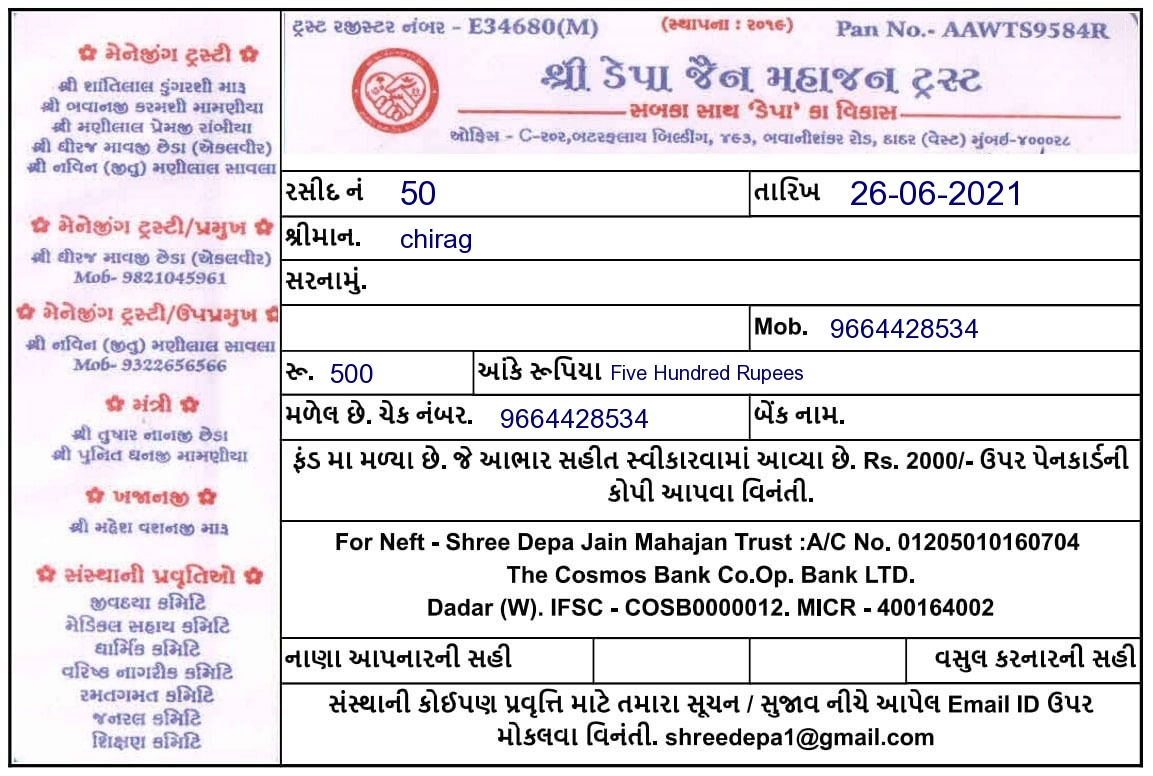 ✿ મેનેજીંગ ટ્રસ્ટી ✿
શ્રી શાંતિલાલ ડુંગરશી મારૂ
શ્રી બવાનજી કરમશી મામણીયા
શ્રી મણીલાલ પ્રેમજી રાંભીયા
શ્રી ધીરજ માવજી છેડા (એકલવીર)
શ્રી નવિન (જીતુ) મણીલાલ સાવલા
✿ મેનેજીંગ ટ્રસ્ટી/પ્રમુખ ✿
શ્રી ધીરજ માવજી છેડા (એકલવીર)
Mob- 9821045961
✿ મેનેજીંગ ટ્રસ્ટી/ઉપપ્રમુખ ✿
શ્રી નવિન (જીતુ) મણીલાલ સાવલા
Mob- 9322656566
✿ મંત્રી ✿
શ્રી તુષાર નાનજી છેડા
શ્રી પુનિત ધનજી મામણીયા
✿ ખજાનજી ✿
શ્રી મહેશ વશનજી મારૂ
✿ સંસ્થાની પ્રવૃતિઓ ✿
જીવદયા કમિટિ
મેડિકલ સહાય કમિટિ
ધાર્મિક કમિટિ
વરિષ્ક નાગરીક કમિટિ
રમતગમત કમિટિ
જનરલ કમિટિ
શિક્ષણ કમિટિ
ટ્રસ્ટ રજીસ્ટર નંબર - E34680(M) (સ્થાપના : ૨૦૧૯) Pan No.- AAWTS9584R
શ્રી ડેપા જૈન મહાજન ટ્રસ્ટ
સબકા સાથ 'ડેપા' કા વિકાસ
ઓફિસ - C-૨૦૨,બટરફલાય બિલ્ડીંગ, ૪૬૩, ભવાનીશંકર રોડ, દાદર (વેસ્ટ) મુંબઇ-૪૦૦૦૨૮
રસીદ નં 50 તારિખ 26-06-2021
શ્રીમાન. chirag
સરનામું.
Mob. 9664428534
રૂ. 500 આંકે રૂપિયા Five Hundred Rupees
મળેલ છે. ચેક નંબર. 9664428534 બેંક નામ.
ફંડ મા મળ્યા છે. જે આભાર સહીત સ્વીકારવામાં આવ્યા છે. Rs. 2000/- ઉપર પેનકાર્ડની
કોપી આપવા વિનંતી.
For Neft - Shree Depa Jain Mahajan Trust :A/C No. 01205010160704
The Cosmos Bank Co.Op. Bank LTD.
Dadar (W). IFSC - COSB0000012. MICR - 400164002
નાણા આપનારની સહી વસુલ કરનારની સહી
સંસ્થાની કોઈપણ પ્રવૃત્તિ માટે તમારા સૂચન / સુજાવ નીચે આપેલ Email ID ઉપર
મોકલવા વિનંતી. shreedepa1@gmail.com